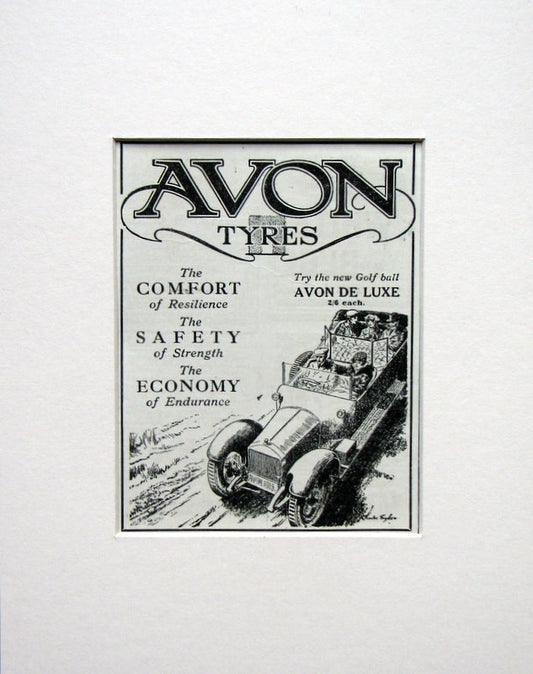 AVON
TYRES
The
COMFORT
of Resilience
The
SAFETY
of Strength
The
ECONOMY
of Endurance
Try the new Golf ball
AVON DE LUXE
2/6 each.